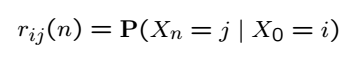 r_{ij}(n) = P(X_n = j | X_0 = i)